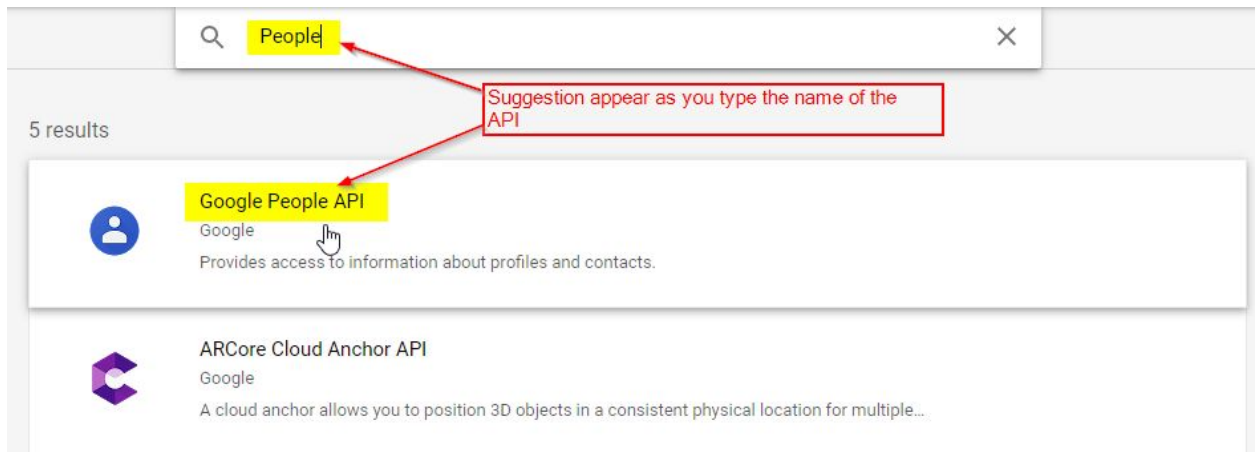 People
Suggestion appear as you type the name of the
API
5 results
Google People API
Google
Provides access to information about profiles and contacts.
ARCore Cloud Anchor API
Google
A cloud anchor allows you to position 3D objects in a consistent physical location for multiple...